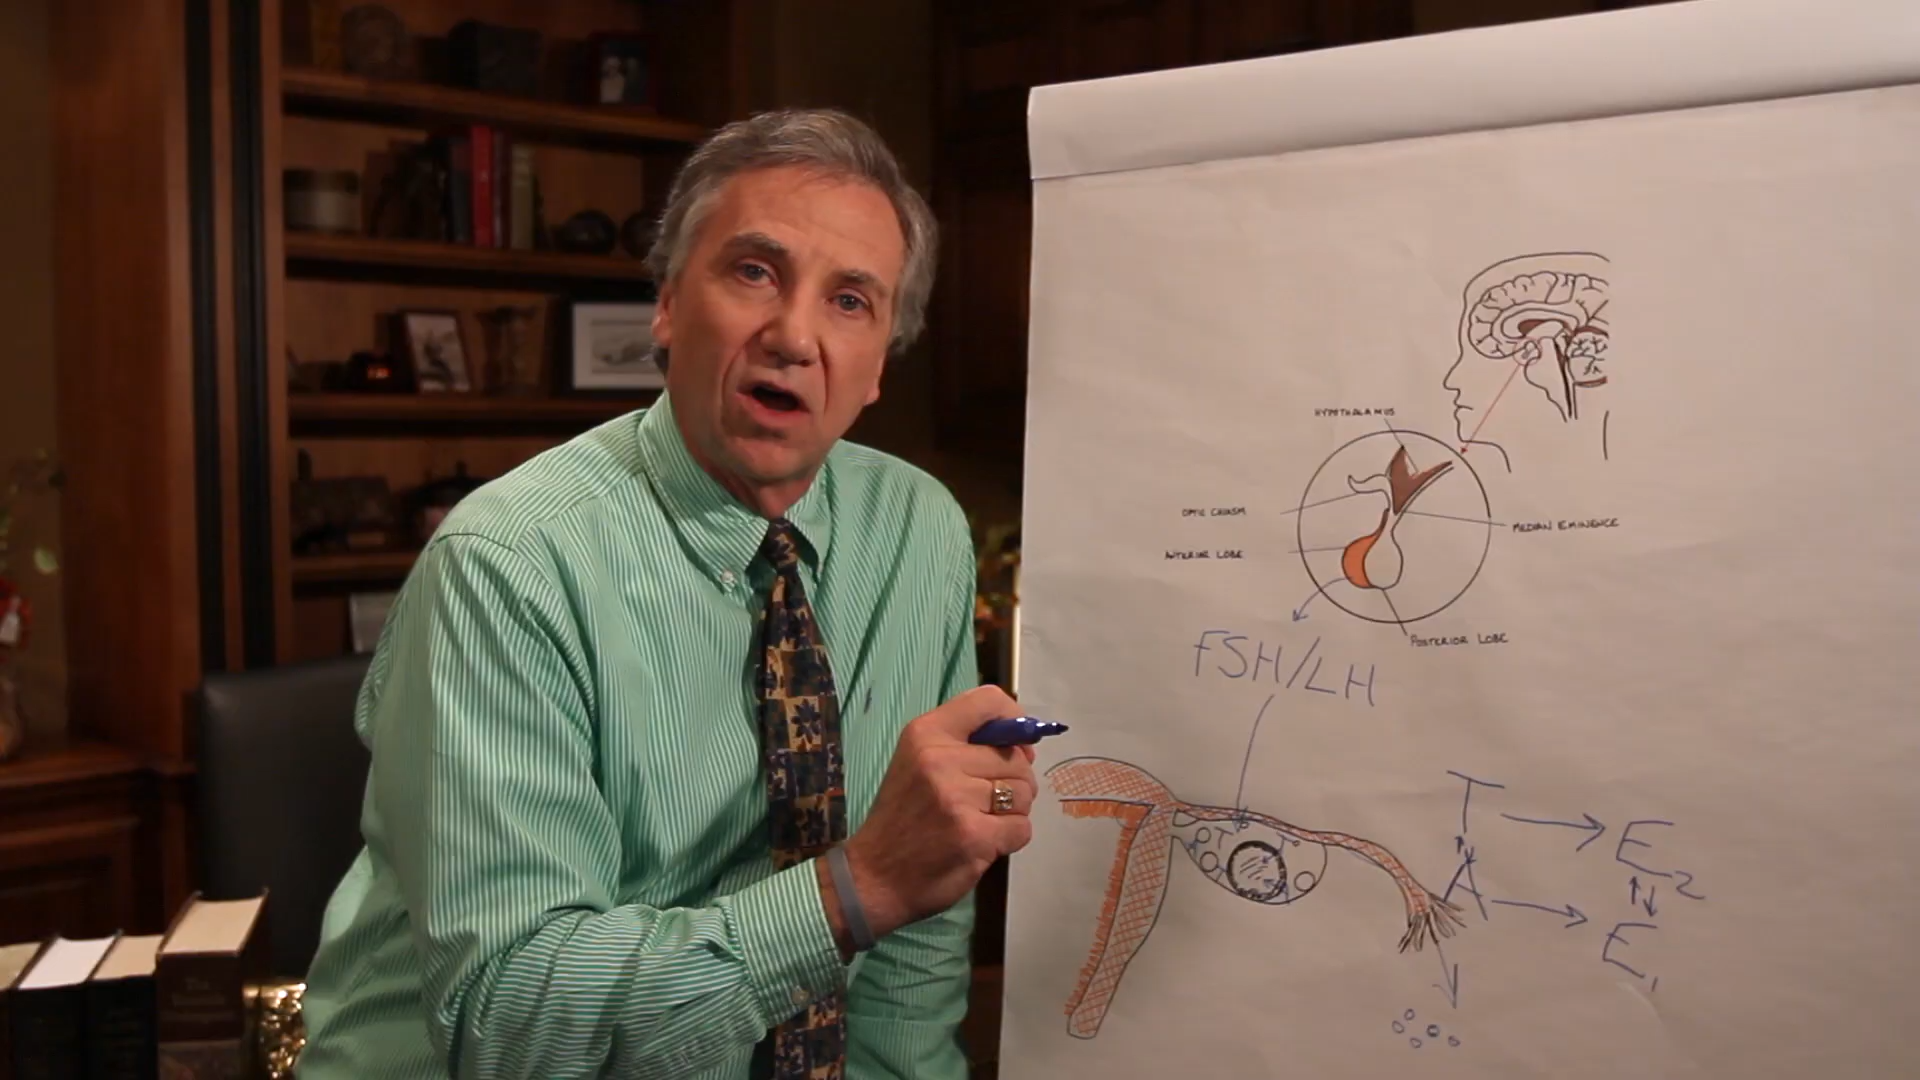 HYPOTHALAMUS
OPTIC CHIASM
MEDIAN EMINENCE
ANTERIOR LOBE
POSTERIOR LOBE
FSH/LH
T → E2
A → E1